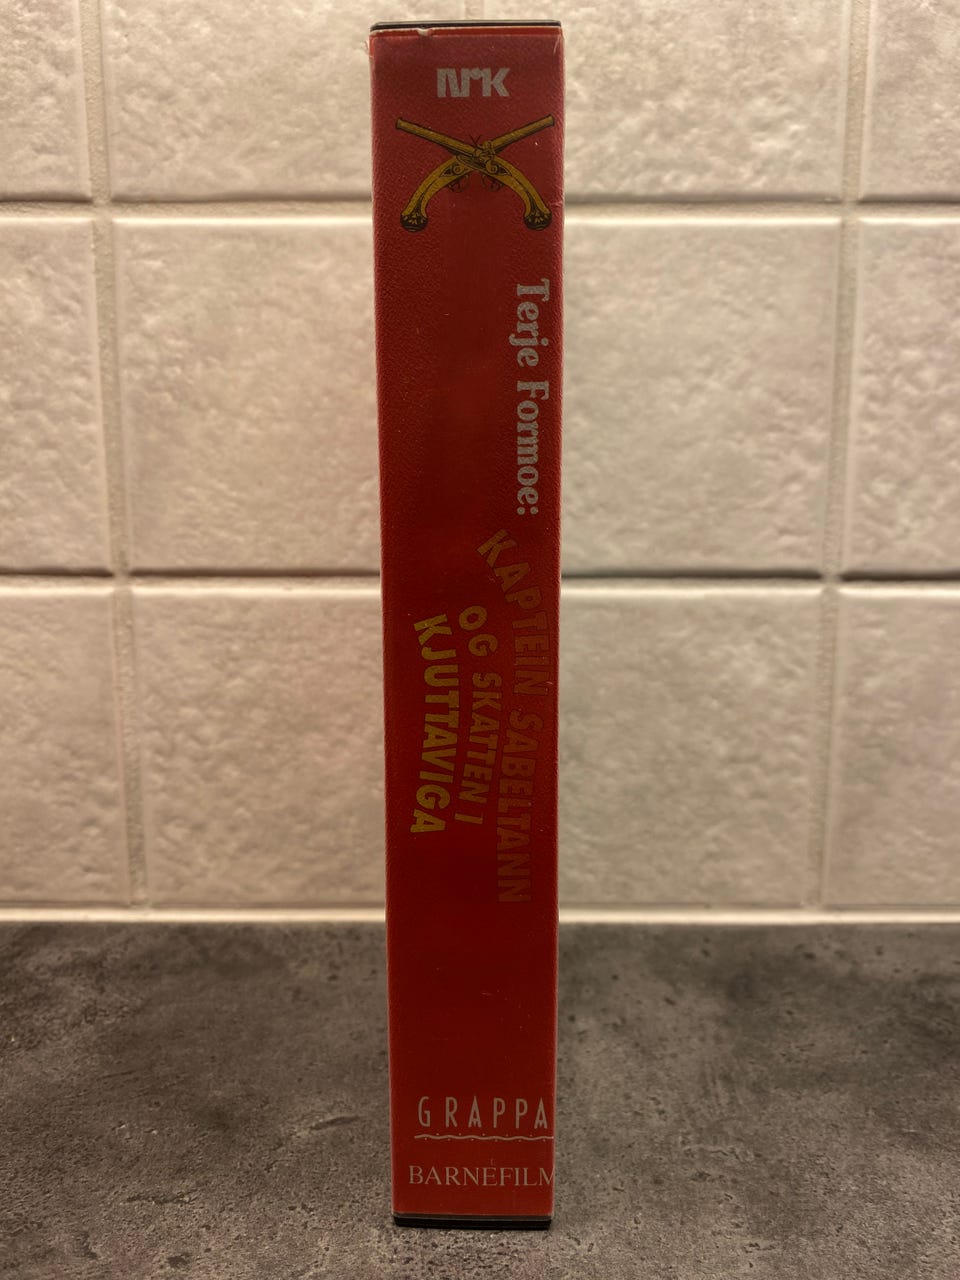 NRK
Terje Formoe:
KAPTEIN SABELTANN
OG SKATTEN I
KJUTTAVIGA
GRAPPA
BARNEFILM